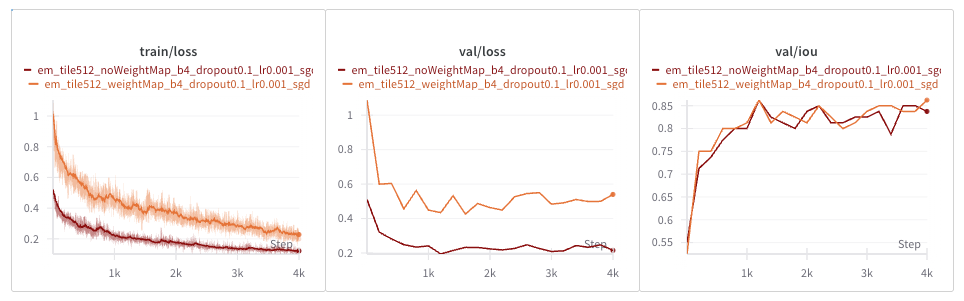 train/loss
em_tile512_noWeightMap_b4_dropout0.1_lr0.001_sg
em_tile512_weightMap_b4_dropout0.1_lr0.001_sgd
1
0.8
0.6
0.4
0.2
Step
1k
2k
3k
4k
val/loss
em_tile512_noWeightMap_b4_dropout0.1_lr0.001_sg
em_tile512_weightMap_b4_dropout0.1_lr0.001_sgd
1
0.8
0.6
0.4
0.2
Step
1k
2k
3k
4k
val/iou
em_tile512_noWeightMap_b4_dropout0.1_lr0.001_sg
em_tile512_weightMap_b4_dropout0.1_lr0.001_sgd
0.85
0.8
0.75
0.7
0.65
0.6
0.55
Step
1k
2k
3k
4k